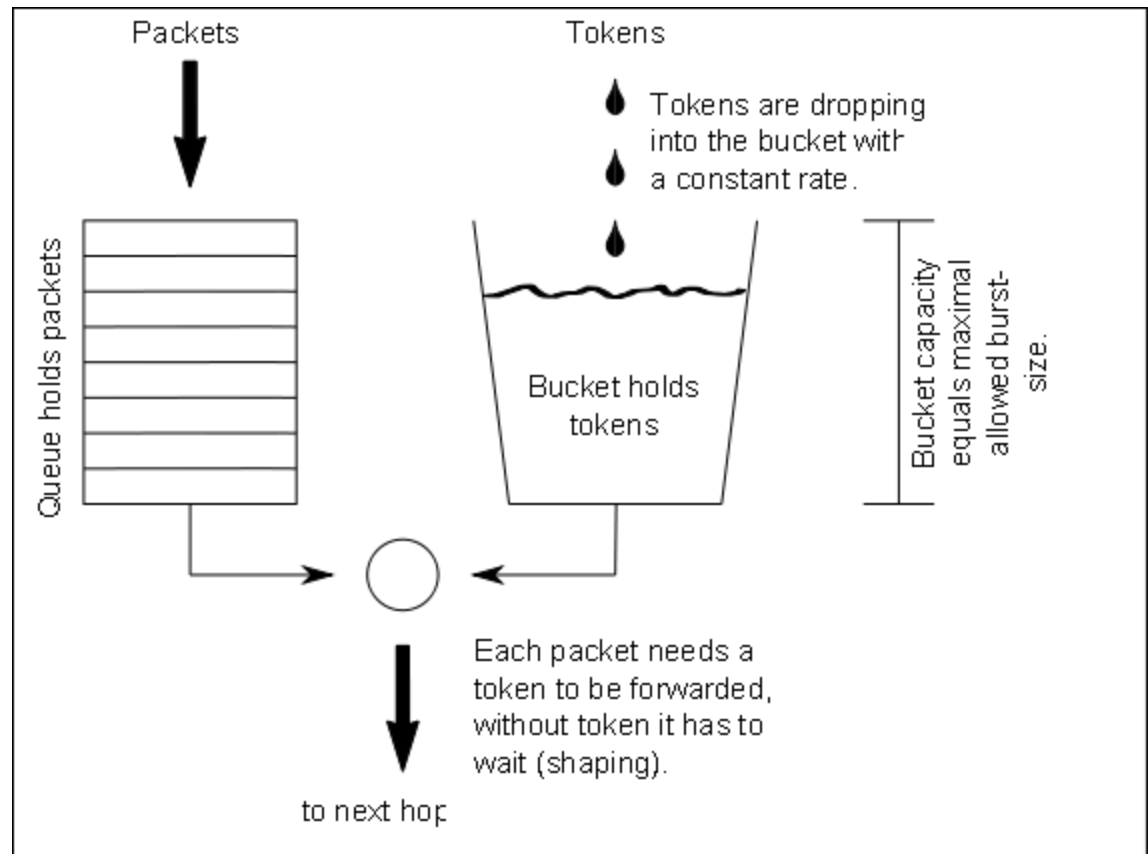 Packets
Tokens
Tokens are dropping
into the bucket with
a constant rate.
Queue holds packets
Bucket holds
tokens
Bucket capacity
equals maximal
allowed burst-
size.
Each packet needs a
token to be forwarded,
without token it has to
wait (shaping).
to next hop